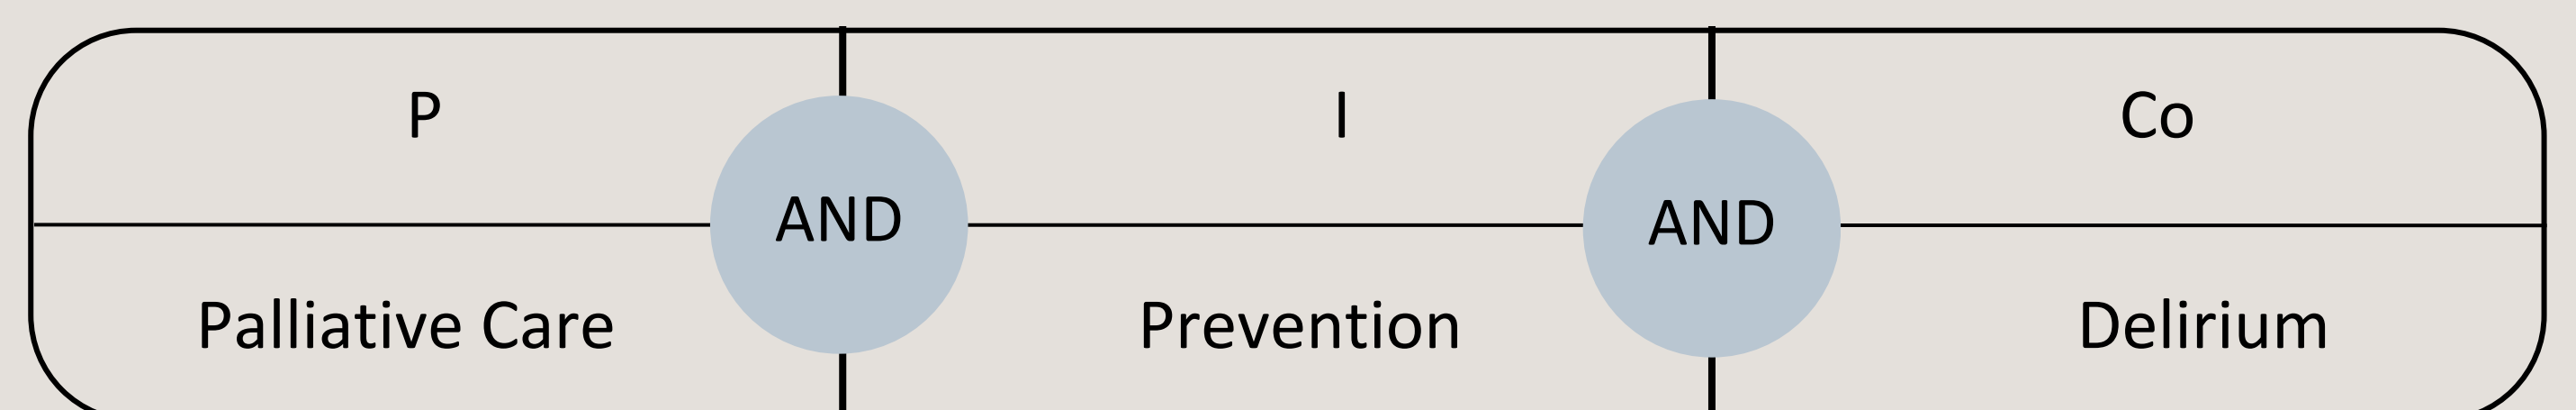 P I Co
AND AND
Palliative Care Prevention Delirium